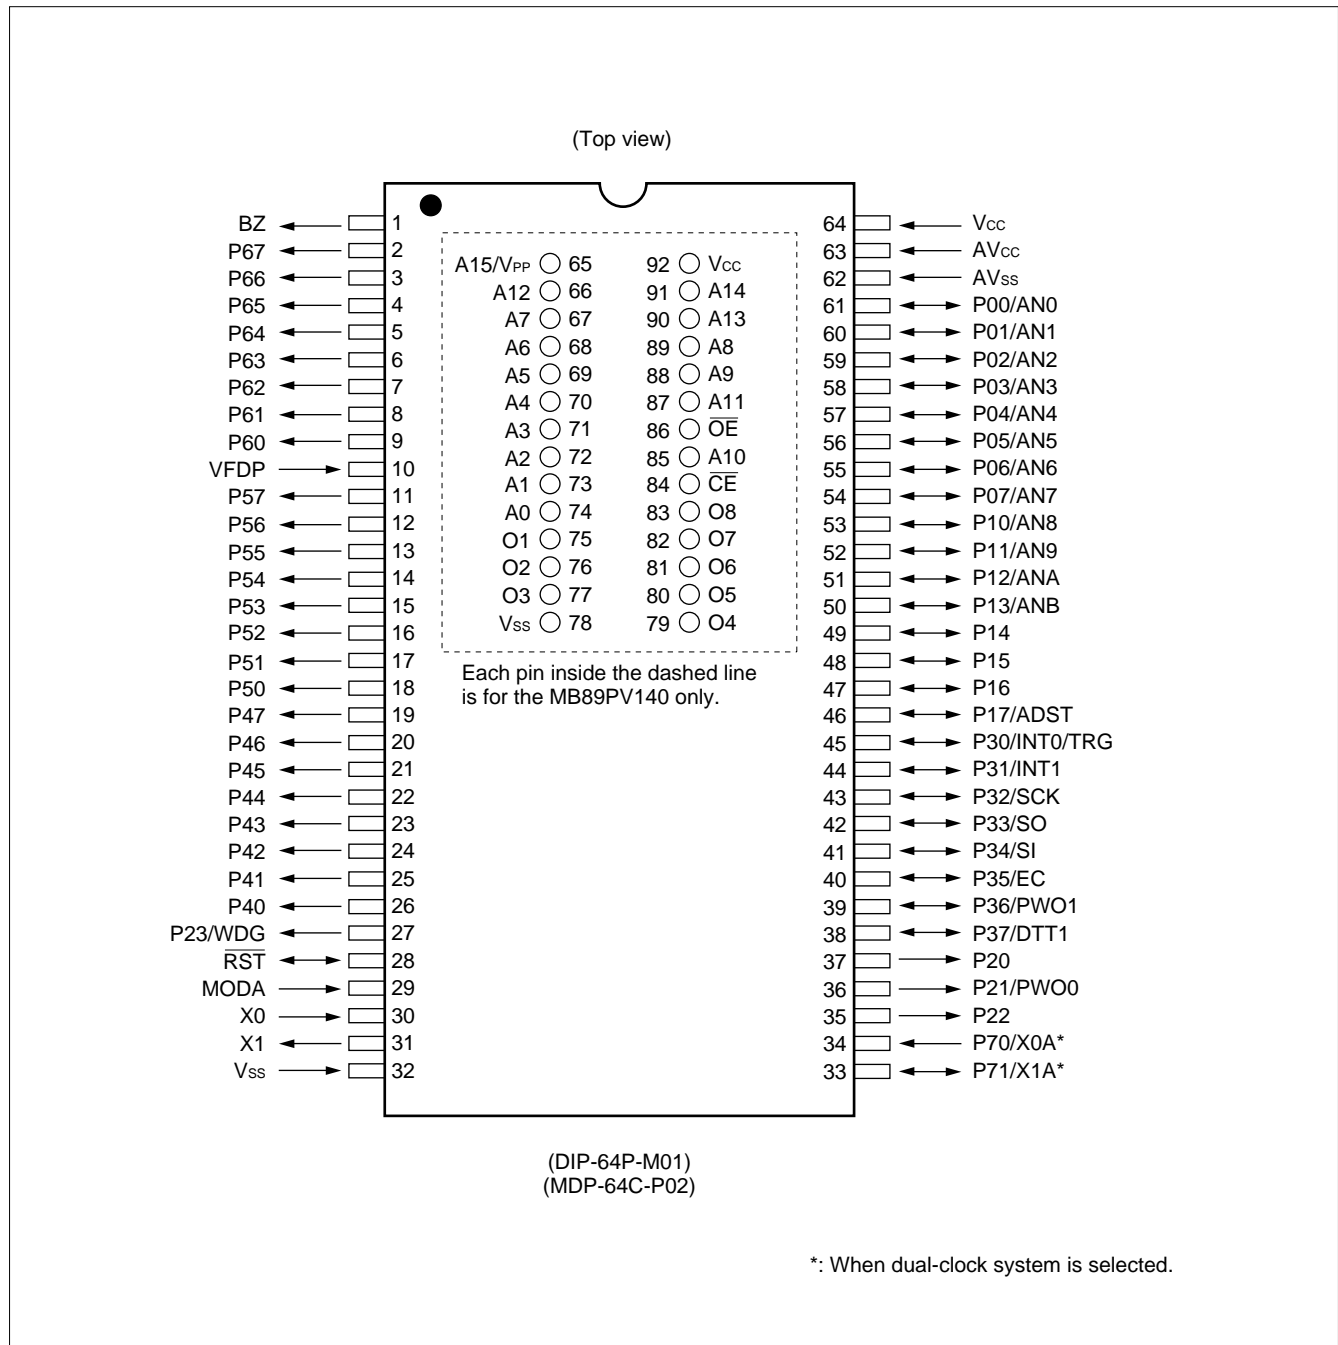 (Top view)
BZ 1 64 VCC
P67 2 63 AVCC
P66 3 62 AVSS
P65 4 61 P00/AN0
P64 5 60 P01/AN1
P63 6 59 P02/AN2
P62 7 58 P03/AN3
P61 8 57 P04/AN4
P60 9 56 P05/AN5
VFDP 10 55 P06/AN6
P57 11 54 P07/AN7
P56 12 53 P10/AN8
P55 13 52 P11/AN9
P54 14 51 P12/ANA
P53 15 50 P13/ANB
P52 16 49 P14
P51 17 48 P15
P50 18 47 P16
P47 19 46 P17/ADST
P46 20 45 P30/INT0/TRG
P45 21 44 P31/INT1
P44 22 43 P32/SCK
P43 23 42 P33/SO
P42 24 41 P34/SI
P41 25 40 P35/EC
P40 26 39 P36/PWO1
P23/WDG 27 38 P37/DTT1
RST 28 37 P20
MODA 29 36 P21/PWO0
X0 30 35 P22
X1 31 34 P70/X0A*
VSS 32 33 P71/X1A*
A15/VPP 65 92 VCC
A12 66 91 A14
A7 67 90 A13
A6 68 89 A8
A5 69 88 A9
A4 70 87 A11
A3 71 86 OE
A2 72 85 A10
A1 73 84 CE
A0 74 83 O8
O1 75 82 O7
O2 76 81 O6
O3 77 80 O5
VSS 78 79 O4
Each pin inside the dashed line
is for the MB89PV140 only.
(DIP-64P-M01)
(MDP-64C-P02)
*: When dual-clock system is selected.